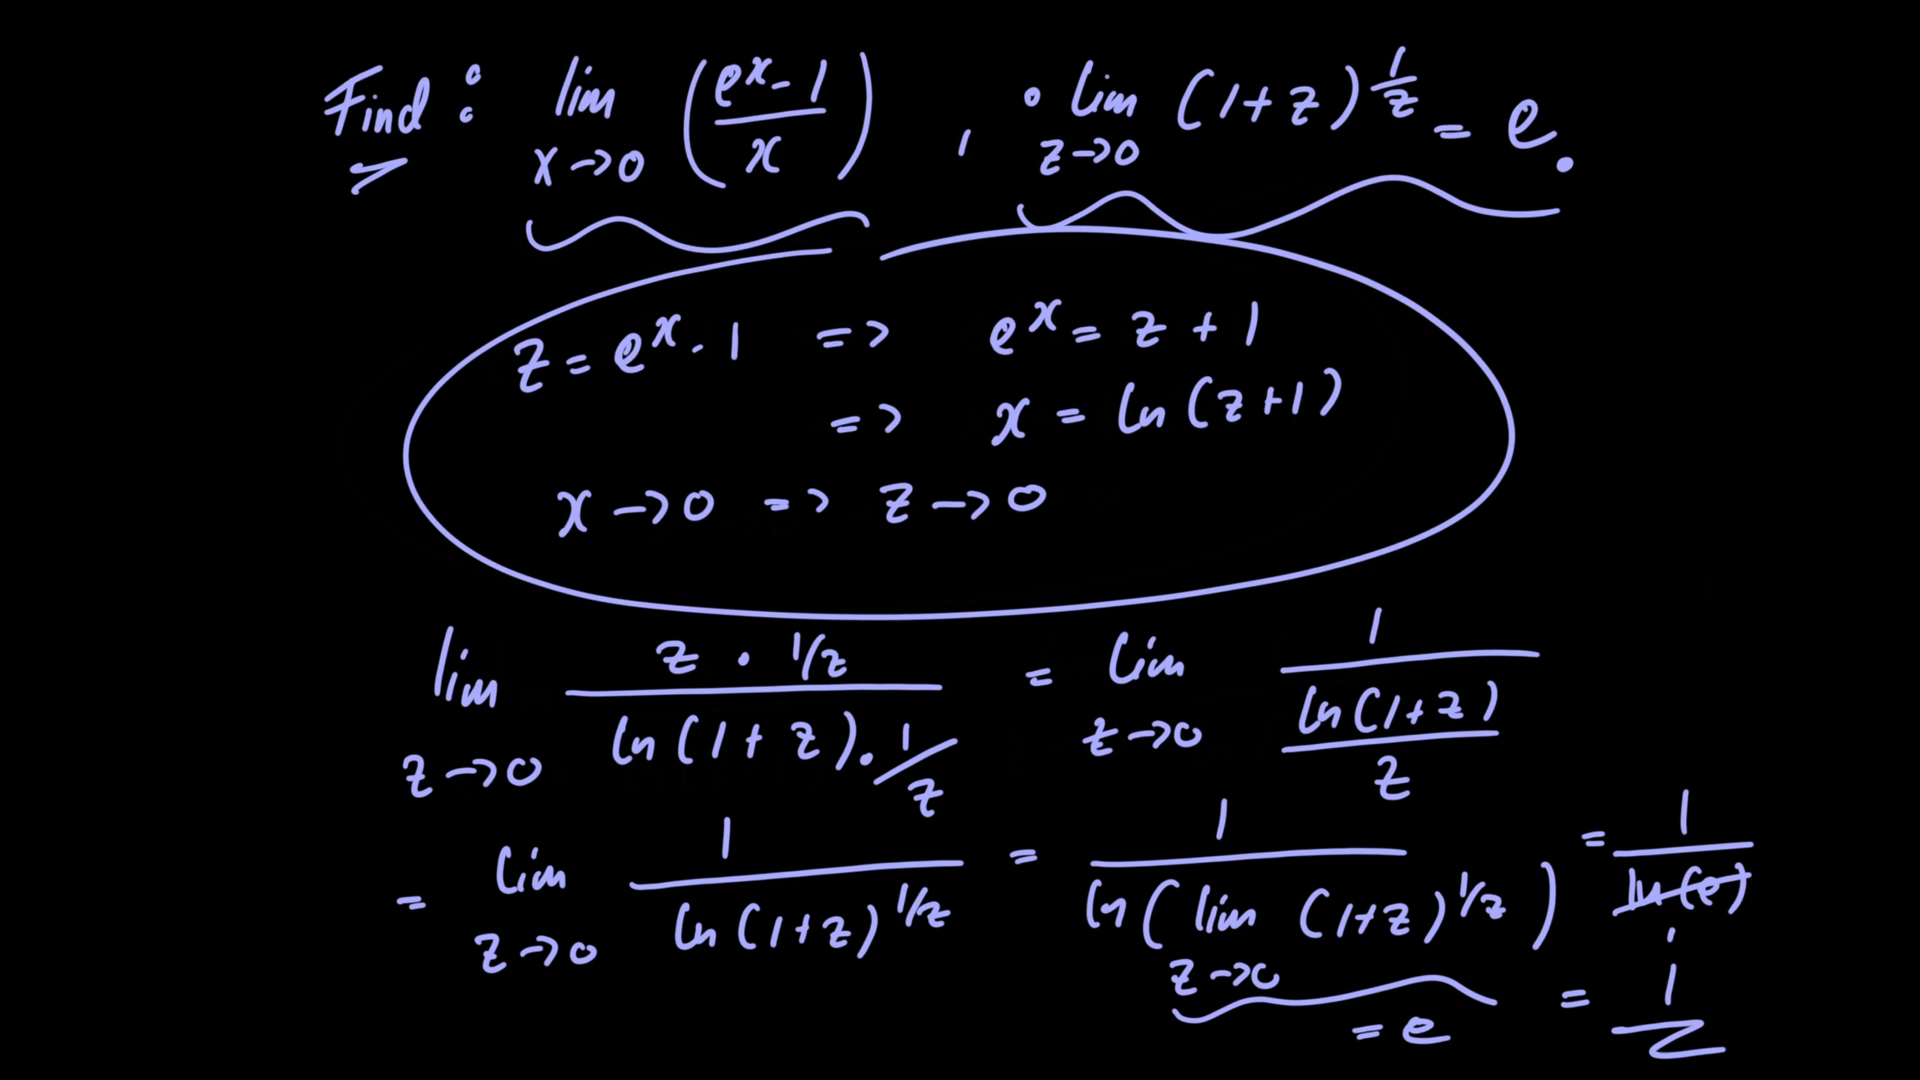 Find : lim x→0 (e^x - 1 / x) , • lim z→0 (1+z)^(1/z) = e.
z = e^x - 1 => e^x = z + 1
=> x = ln(z+1)
x → 0 => z → 0
lim z→0 z · 1/z / ln(1+z) · 1/z = lim z→0 1 / (ln(1+z) / z)
= lim z→0 1 / ln(1+z)^(1/z) = 1 / ln(lim z→0 (1+z)^(1/z)) = 1 / ln(e)
= e
1
= 1